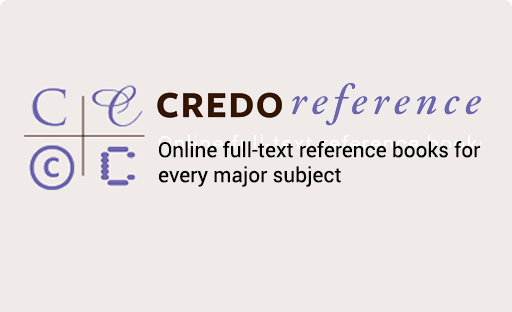 C C
© C
CREDO reference
Online full-text reference books for
every major subject